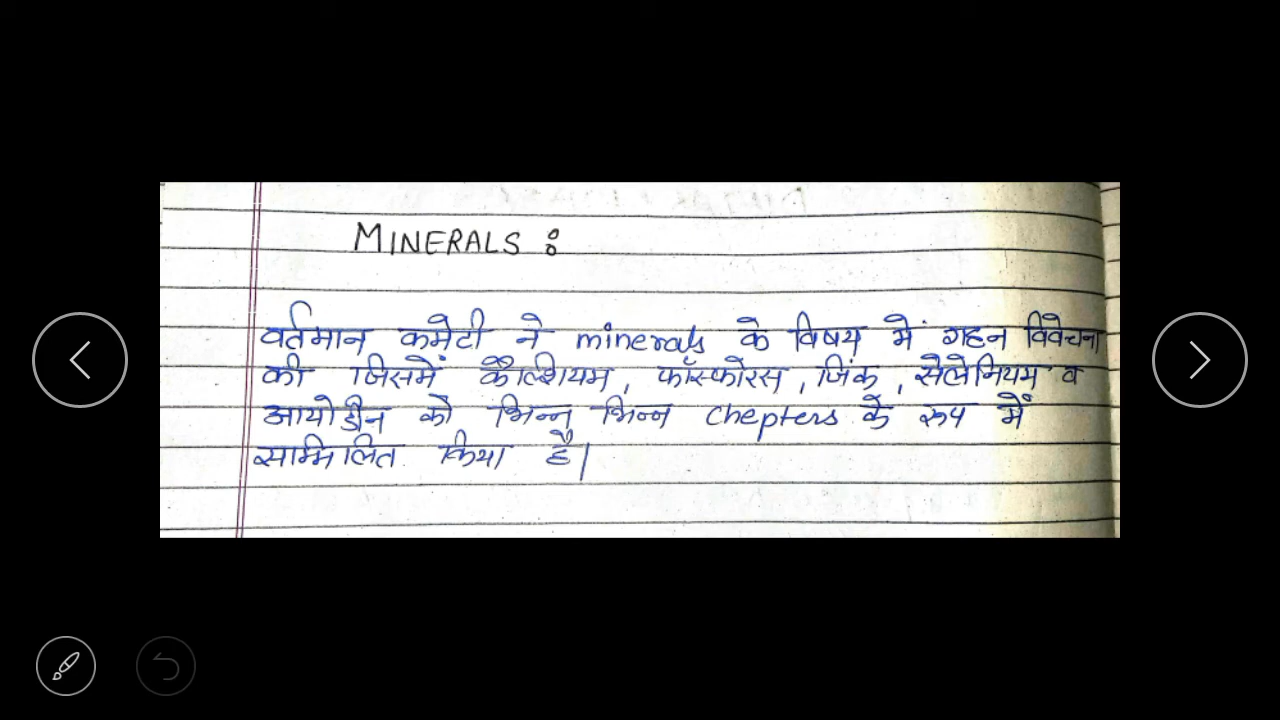 MINERALS :
वर्तमान कमेटी ने minerals के विषय में गहन विवेचना
की जिसमें कैल्शियम, फॉस्फोरस, जिंक, सेलेनियम व
आयोडीन को भिन्न भिन्न chepters के रूप में
सम्मिलित किया है।